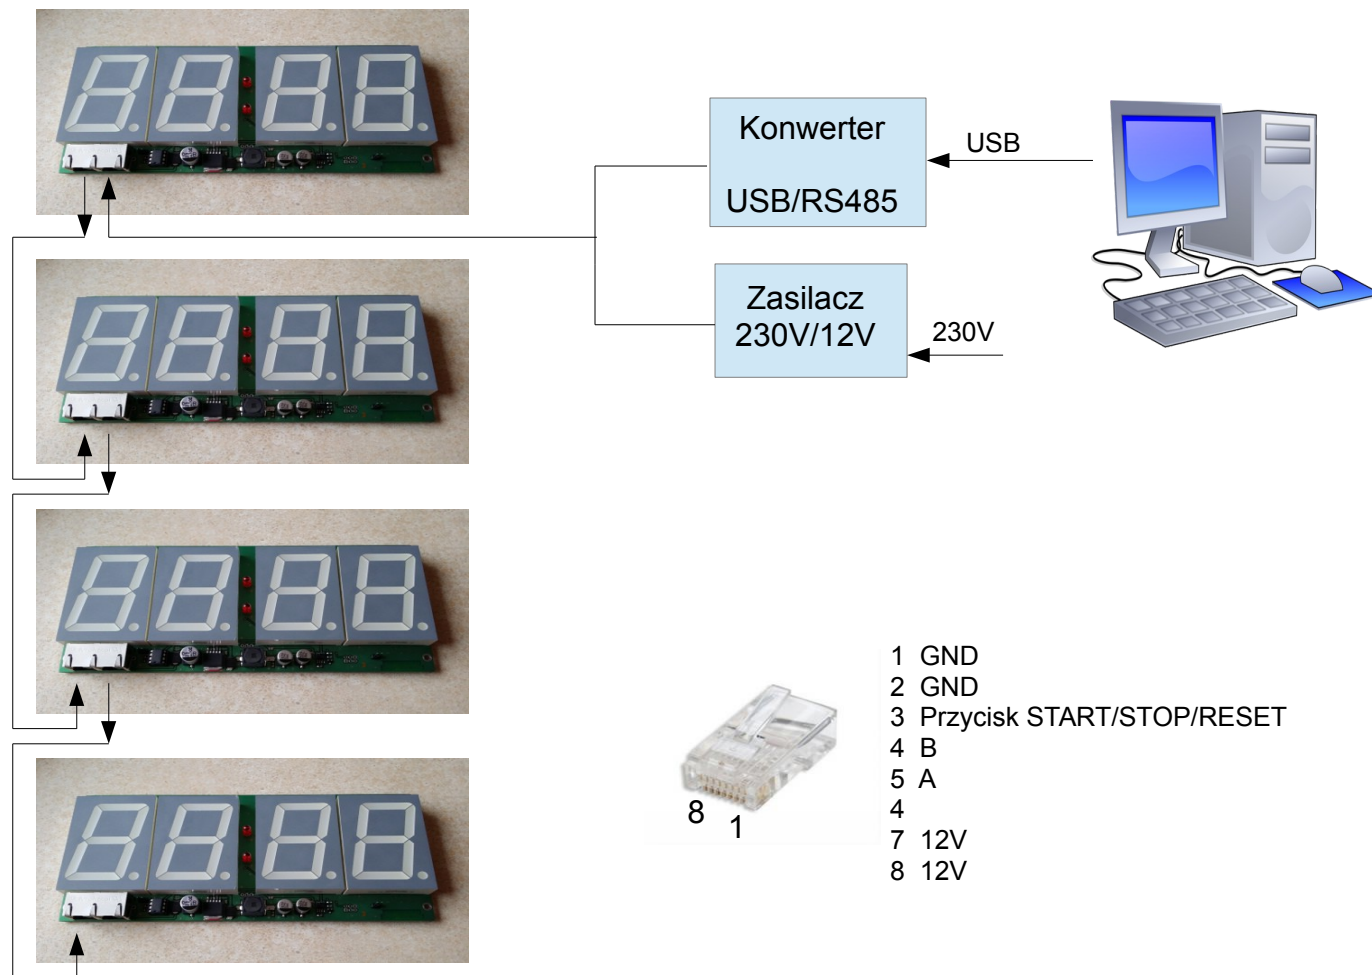 Konwerter
USB/RS485
USB
Zasilacz
230V/12V
230V
1 GND
2 GND
3 Przycisk START/STOP/RESET
4 B
5 A
4
7 12V
8 12V
8
1